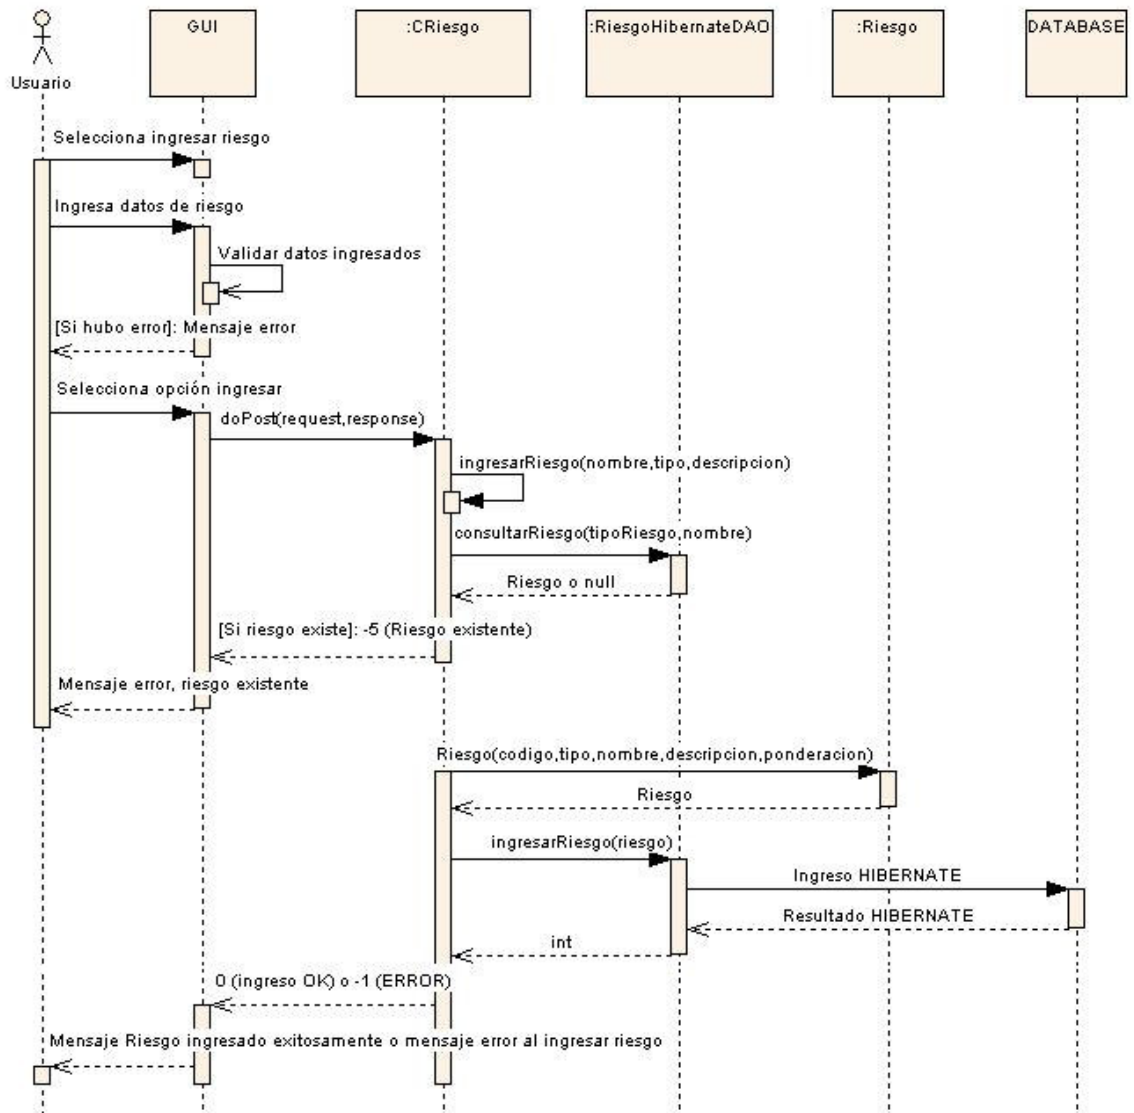 GUI
:CRiesgo
:RiesgoHibernateDAO
:Riesgo
DATABASE
Usuario
Selecciona ingresar riesgo
Ingresa datos de riesgo
Validar datos ingresados
[Si hubo error]: Mensaje error
Selecciona opción ingresar
doPost(request,response)
ingresarRiesgo(nombre,tipo,descripcion)
consultarRiesgo(tipoRiesgo,nombre)
Riesgo o null
[Si riesgo existe]: -5 (Riesgo existente)
Mensaje error, riesgo existente
Riesgo(codigo,tipo,nombre,descripcion,ponderacion)
Riesgo
ingresarRiesgo(riesgo)
Ingreso HIBERNATE
Resultado HIBERNATE
int
0 (ingreso OK) o -1 (ERROR)
Mensaje Riesgo ingresado exitosamente o mensaje error al ingresar riesgo